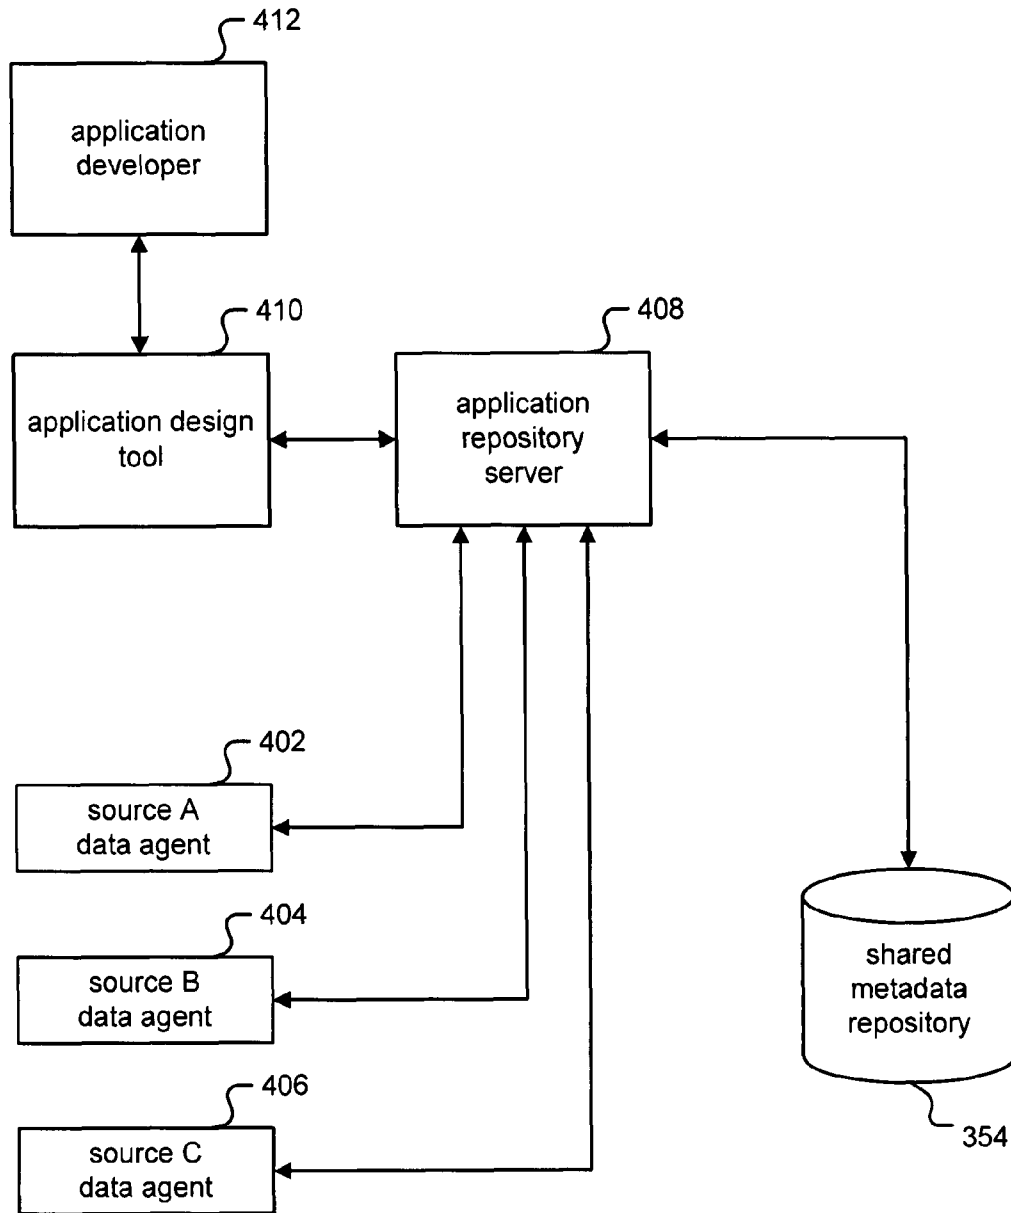 412
application
developer
410
application design
tool
408
application
repository
server
402
source A
data agent
404
source B
data agent
406
source C
data agent
shared
metadata
repository
354